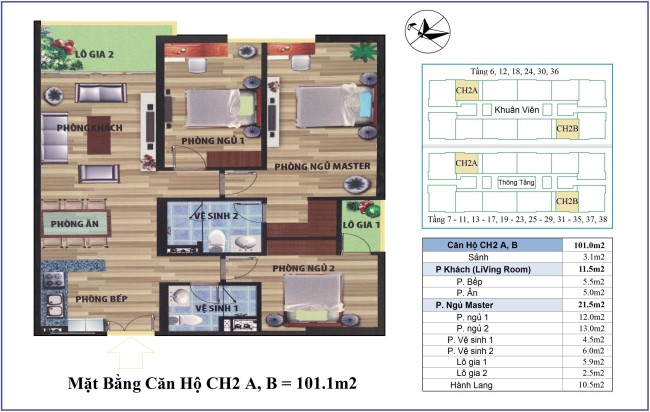 LÔ GIA 2
PHÒNG KHÁCH
PHÒNG NGỦ 1
PHÒNG NGỦ MASTER
PHÒNG ĂN
VỆ SINH 2
LÔ GIA 1
PHÒNG NGỦ 2
PHÒNG BẾP
VỆ SINH 1
Mặt Bằng Căn Hộ CH2 A, B = 101.1m2
Tầng 6, 12, 18, 24, 30, 36
CH2A
Khuân Viên
CH2B
CH2A
Thông Tầng
CH2B
Tầng 7 - 11, 13 - 17, 19 - 23, 25 - 29, 31 - 35, 37, 38
Căn Hộ CH2 A, B 101.0m2
Sảnh 3.1m2
P Khách (LiVing Room) 11.5m2
P. Bếp 5.5m2
P. Ăn 5.0m2
P. Ngủ Master 21.5m2
P. ngủ 1 12.0m2
P. ngủ 2 13.0m2
P. Vệ sinh 1 4.5m2
P. Vệ sinh 2 6.0m2
Lô gia 1 5.9m2
Lô gia 2 2.5m2
Hành Lang 10.5m2